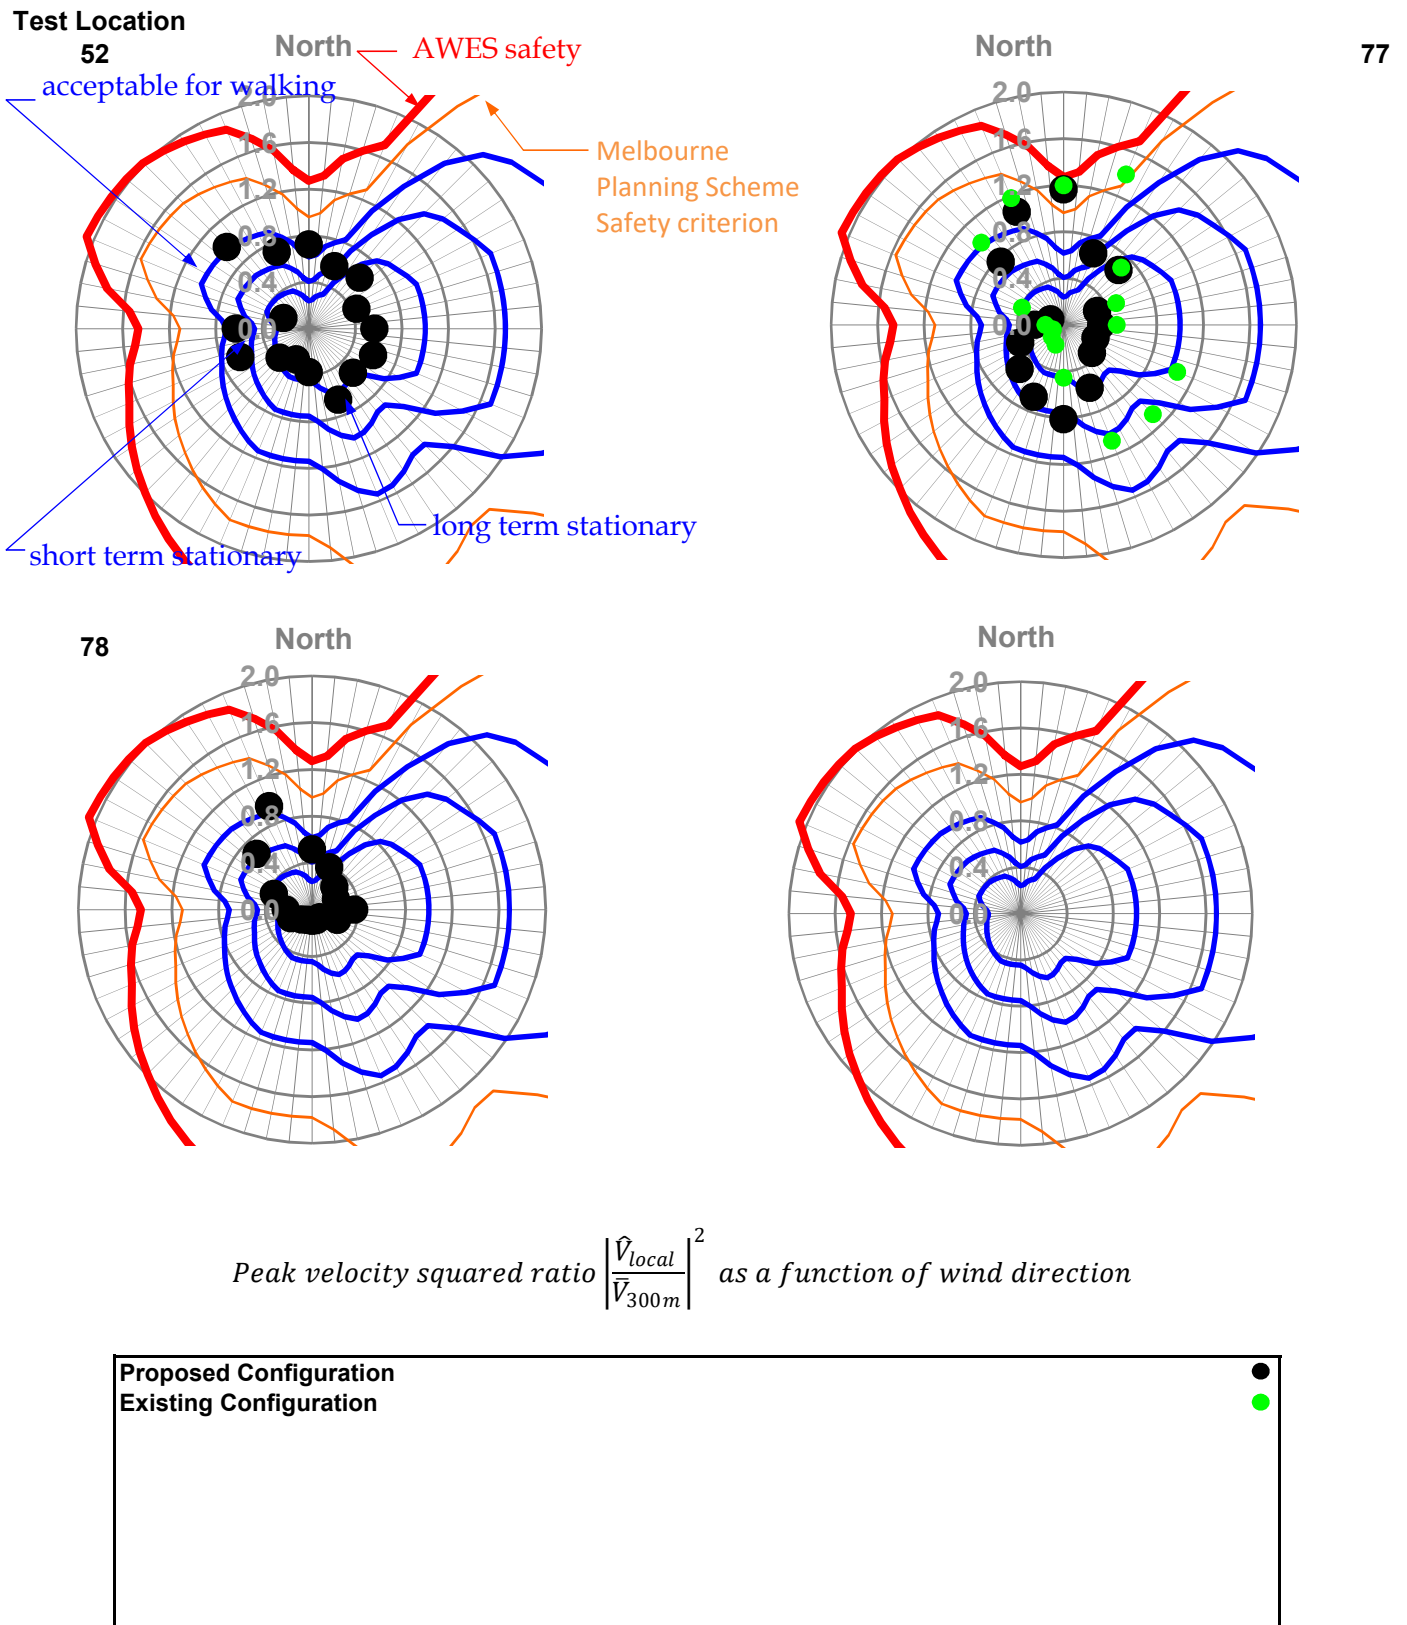 Test Location
52
North
AWES safety
acceptable for walking
Melbourne
Planning Scheme
Safety criterion
2.0
1.6
1.2
0.8
0.4
0.0
long term stationary
short term stationary
North
77
2.0
1.6
1.2
0.8
0.4
0.0
78
North
2.0
1.6
1.2
0.8
0.4
0.0
North
2.0
1.6
1.2
0.8
0.4
0.0
Peak velocity squared ratio |V̂local / V̄300m|² as a function of wind direction
Proposed Configuration
Existing Configuration